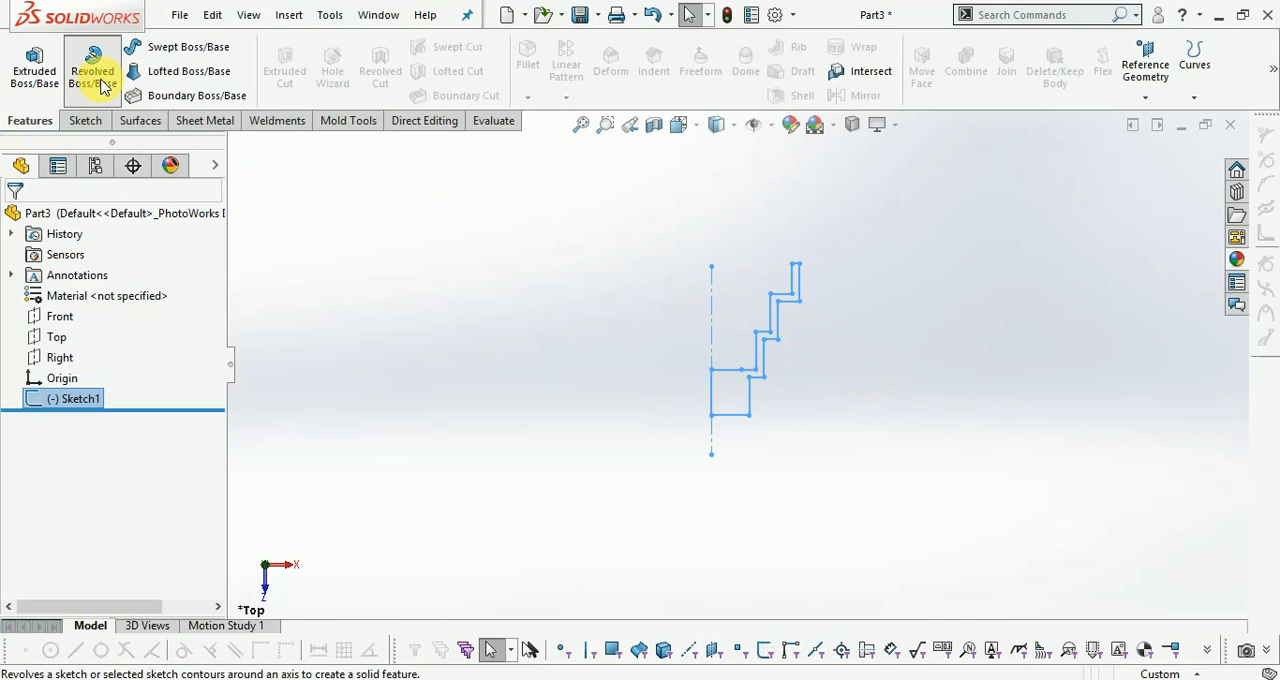 SOLIDWORKS File Edit View Insert Tools Window Help Part3 * Search Commands ?
Extruded Boss/Base
Revolved Boss/Base
Swept Boss/Base
Lofted Boss/Base
Boundary Boss/Base
Extruded Cut
Hole Wizard
Revolved Cut
Swept Cut
Lofted Cut
Boundary Cut
Fillet
Linear Pattern
Rib
Draft
Shell
Wrap
Intersect
Mirror
Deform
Indent
Freeform
Dome
Move Face
Combine
Join
Delete/Keep Body
Flex
Reference Geometry
Curves
Features Sketch Surfaces Sheet Metal Weldments Mold Tools Direct Editing Evaluate
Part3 (Default<<Default>_PhotoWorks D
History
Sensors
Annotations
Material <not specified>
Front
Top
Right
Origin
(-) Sketch1
X
Z
*Top
Model 3D Views Motion Study 1
Revolves a sketch or selected sketch contours around an axis to create a solid feature.
Custom